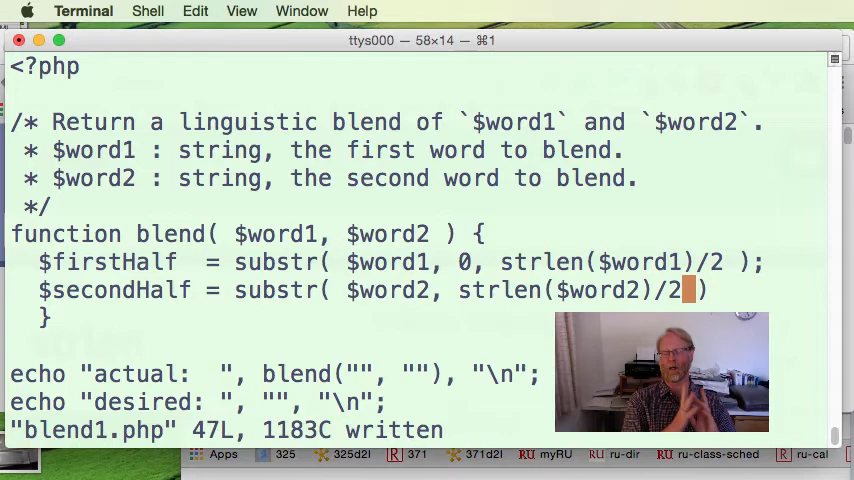 Terminal Shell Edit View Window Help
ttys000 — 58×14 — ⌘1
<?php
/* Return a linguistic blend of `$word1` and `$word2`.
 * $word1 : string, the first word to blend.
 * $word2 : string, the second word to blend.
 */
function blend( $word1, $word2 ) {
  $firstHalf  = substr( $word1, 0, strlen($word1)/2 );
  $secondHalf = substr( $word2, strlen($word2)/2 )
  }
echo "actual:  ", blend("", ""), "\n";
echo "desired: ", "", "\n";
"blend1.php" 47L, 1183C written
Apps 325 325d2l R 371 371d2l RU myRU RU ru-dir RU ru-class-sched R ru-cal